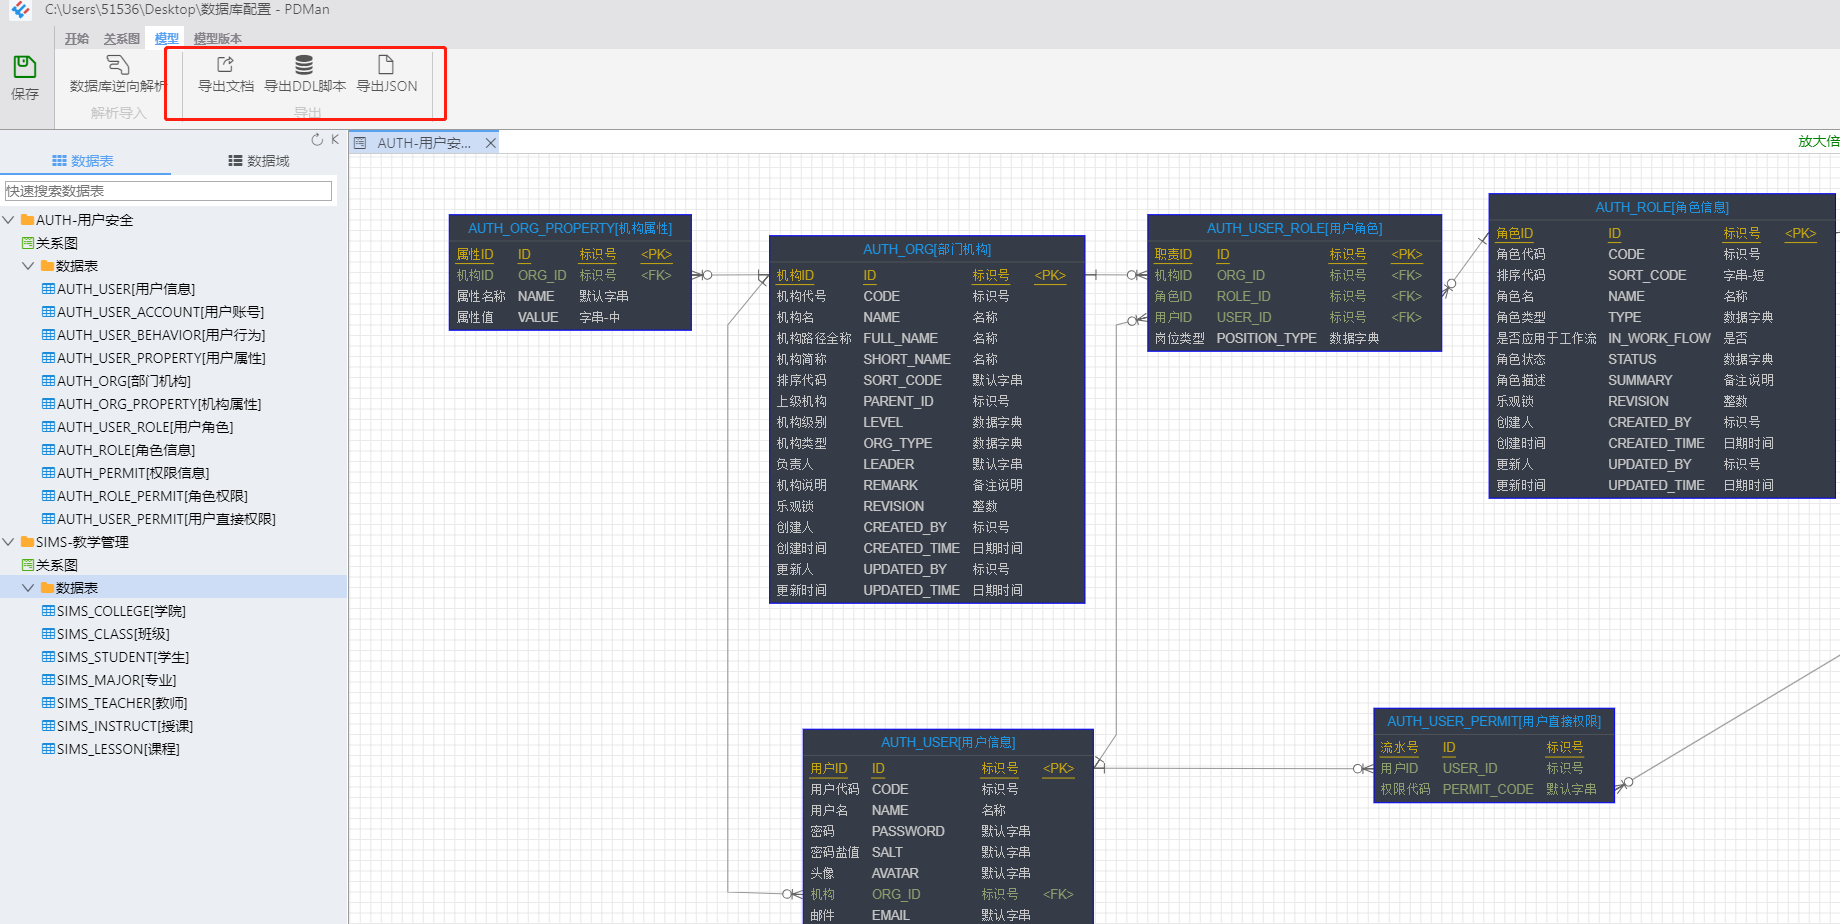 C:\Users\51536\Desktop\数据库配置 - PDMan
开始 关系图 模型 模型版本
保存
数据库逆向解析
解析导入
导出文档 导出DDL脚本 导出JSON
导出
数据表 数据域
快速搜索数据表
AUTH-用户安全
关系图
数据表
AUTH_USER[用户信息]
AUTH_USER_ACCOUNT[用户账号]
AUTH_USER_BEHAVIOR[用户行为]
AUTH_USER_PROPERTY[用户属性]
AUTH_ORG[部门机构]
AUTH_ORG_PROPERTY[机构属性]
AUTH_USER_ROLE[用户角色]
AUTH_ROLE[角色信息]
AUTH_PERMIT[权限信息]
AUTH_ROLE_PERMIT[角色权限]
AUTH_USER_PERMIT[用户直接权限]
SIMS-教学管理
关系图
数据表
SIMS_COLLEGE[学院]
SIMS_CLASS[班级]
SIMS_STUDENT[学生]
SIMS_MAJOR[专业]
SIMS_TEACHER[教师]
SIMS_INSTRUCT[授课]
SIMS_LESSON[课程]
AUTH-用户安...
放大倍
AUTH_ORG_PROPERTY[机构属性]
属性ID ID 标识号 <PK>
机构ID ORG_ID 标识号 <FK>
属性名称 NAME 默认字串
属性值 VALUE 字串-中
AUTH_ORG[部门机构]
机构ID ID 标识号 <PK>
机构代号 CODE 标识号
机构名 NAME 名称
机构路径全称 FULL_NAME 名称
机构简称 SHORT_NAME 名称
排序代码 SORT_CODE 默认字串
上级机构 PARENT_ID 标识号
机构级别 LEVEL 数据字典
机构类型 ORG_TYPE 数据字典
负责人 LEADER 默认字串
机构说明 REMARK 备注说明
乐观锁 REVISION 整数
创建人 CREATED_BY 标识号
创建时间 CREATED_TIME 日期时间
更新人 UPDATED_BY 标识号
更新时间 UPDATED_TIME 日期时间
AUTH_USER_ROLE[用户角色]
职责ID ID 标识号 <PK>
机构ID ORG_ID 标识号 <FK>
角色ID ROLE_ID 标识号 <FK>
用户ID USER_ID 标识号 <FK>
岗位类型 POSITION_TYPE 数据字典
AUTH_ROLE[角色信息]
角色ID ID 标识号 <PK>
角色代码 CODE 标识号
排序代码 SORT_CODE 字串-短
角色名 NAME 名称
角色类型 TYPE 数据字典
是否应用于工作流 IN_WORK_FLOW 是否
角色状态 STATUS 数据字典
角色描述 SUMMARY 备注说明
乐观锁 REVISION 整数
创建人 CREATED_BY 标识号
创建时间 CREATED_TIME 日期时间
更新人 UPDATED_BY 标识号
更新时间 UPDATED_TIME 日期时间
AUTH_USER[用户信息]
用户ID ID 标识号 <PK>
用户代码 CODE 标识号
用户名 NAME 名称
密码 PASSWORD 默认字串
密码盐值 SALT 默认字串
头像 AVATAR 默认字串
机构 ORG_ID 标识号 <FK>
邮件 EMAIL 默认字串
AUTH_USER_PERMIT[用户直接权限]
流水号 ID 标识号
用户ID USER_ID 标识号
权限代码 PERMIT_CODE 默认字串